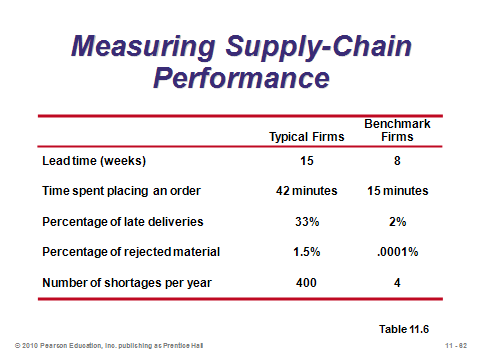 Measuring Supply-Chain
Performance
Benchmark
Typical Firms Firms
Lead time (weeks) 15 8
Time spent placing an order 42 minutes 15 minutes
Percentage of late deliveries 33% 2%
Percentage of rejected material 1.5% .0001%
Number of shortages per year 400 4
Table 11.6
© 2010 Pearson Education, Inc. publishing as Prentice Hall 11 - 62